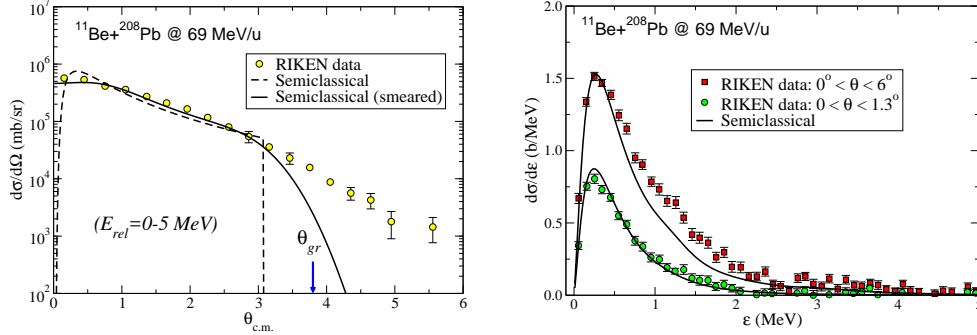 ¹¹Be+²⁰⁸Pb @ 69 MeV/u
RIKEN data
Semiclassical
Semiclassical (smeared)
dσ/dΩ (mb/sr)
10⁶
10⁵
10⁴
10³
10²
(E_rel=0-5 MeV)
θ_gr
0 1 2 3 4 5 6
θ_c.m.
¹¹Be+²⁰⁸Pb @ 69 MeV/u
RIKEN data: 0° < θ < 6°
RIKEN data: 0 < θ < 1.3°
Semiclassical
dσ/dε (b/MeV)
1.5
1.0
0.5
0.0
0 1 2 3 4 5
ε (MeV)